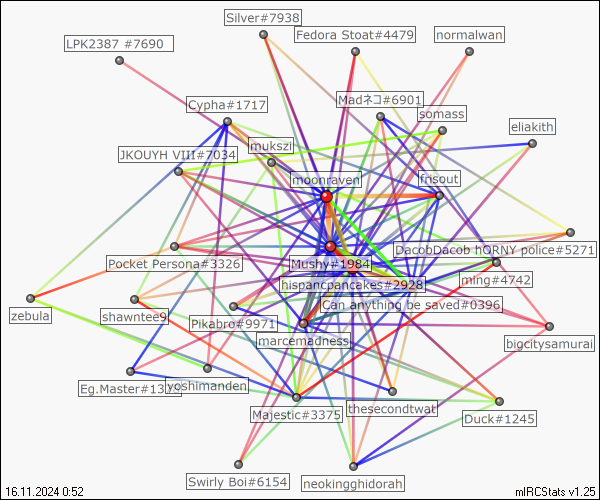 Silver#7938
Fedora Stoat#4479
normalwan
LPK2387 #7690
Cypha#1717
Madネコ#6901
somass
eliakith
mukszi
JKOUYH VIII#7034
moonraven
frisout
DacobDacob hORNY police#5271
Pocket Persona#3326
Mushy#1984
ming#4742
hispancpancakes#2928
Can anything be saved#0396
zebula
shawntee9
Pikabro#9971
marcemadness
bigcitysamurai
Eg.Master#13
yoshimanden
Majestic#3375
thesecondtwat
Duck#1245
Swirly Boi#6154
neokingghidorah
16.11.2024 0:52
mIRCStats v1.25